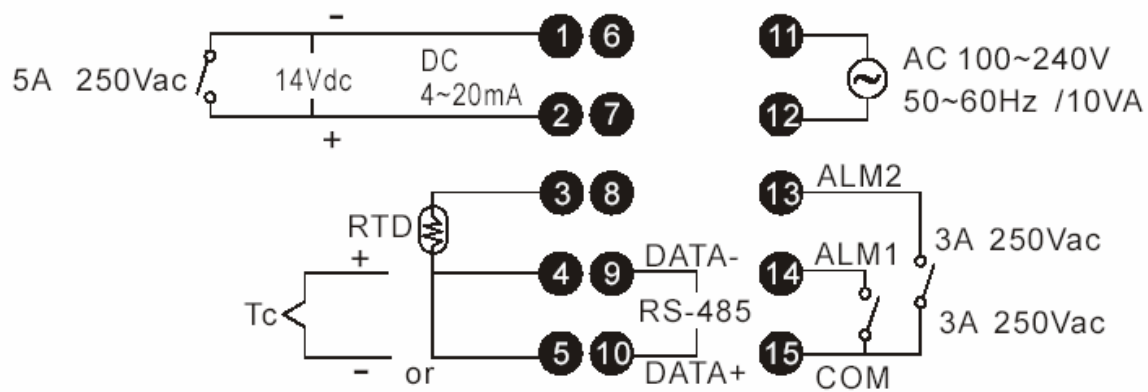 -
1 6
11
5A 250Vac
14Vdc
DC
4~20mA
AC 100~240V
50~60Hz /10VA
+
2 7
12
3 8
13
ALM2
RTD
3A 250Vac
+
4 9
DATA-
14
ALM1
Tc
RS-485
3A 250Vac
-
or
5 10
DATA+
15
COM